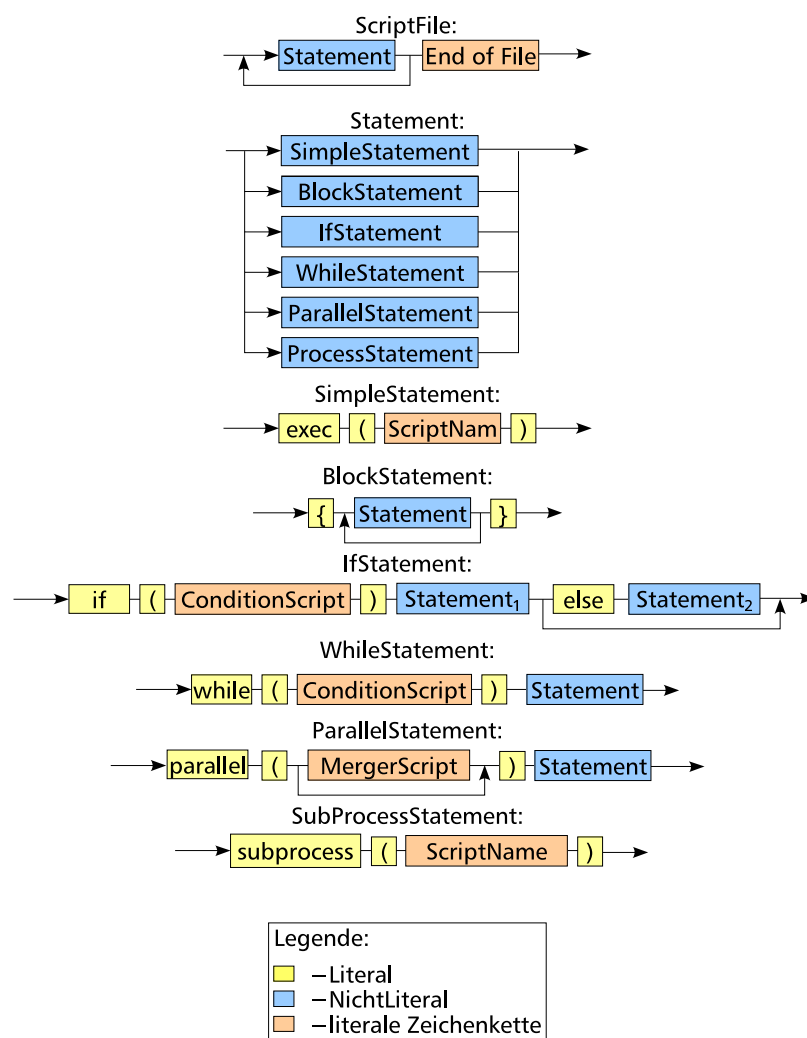 ScriptFile:
Statement End of File
Statement:
SimpleStatement
BlockStatement
IfStatement
WhileStatement
ParallelStatement
ProcessStatement
SimpleStatement:
exec ( ScriptNam )
BlockStatement:
{ Statement }
IfStatement:
if ( ConditionScript ) Statement₁ else Statement₂
WhileStatement:
while ( ConditionScript ) Statement
ParallelStatement:
parallel ( MergerScript ) Statement
SubProcessStatement:
subprocess ( ScriptName )
Legende:
–Literal
–NichtLiteral
–literale Zeichenkette